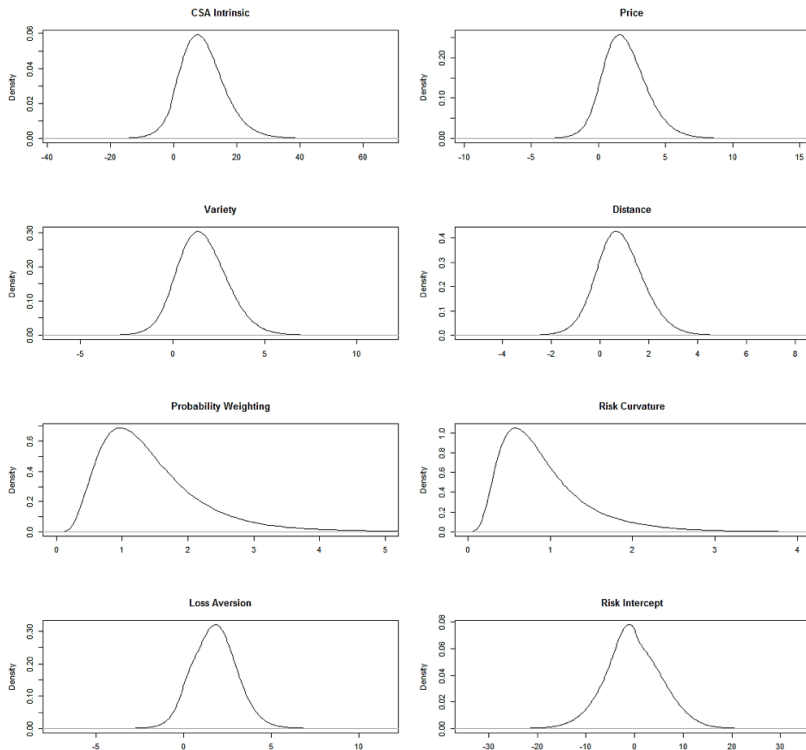 CSA Intrinsic
Density
0.00 0.02 0.04 0.06
-40 -20 0 20 40 60
Price
Density
0.00 0.10 0.20
-10 -5 0 5 10 15
Variety
Density
0.00 0.10 0.20 0.30
-5 0 5 10
Distance
Density
0.0 0.1 0.2 0.3 0.4
-4 -2 0 2 4 6 8
Probability Weighting
Density
0.0 0.2 0.4 0.6
0 1 2 3 4 5
Risk Curvature
Density
0.0 0.2 0.4 0.6 0.8 1.0
0 1 2 3 4
Loss Aversion
Density
0.00 0.10 0.20 0.30
-5 0 5 10
Risk Intercept
Density
0.00 0.02 0.04 0.06 0.08
-30 -20 -10 0 10 20 30